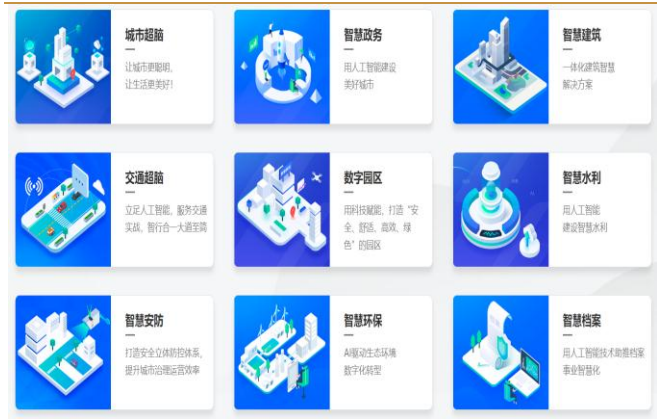 城市超脑
让城市更聪明,
让生活更美好!
智慧政务
用人工智能建设
美好城市
智慧建筑
一体化建筑智慧
解决方案
交通超脑
立足人工智能，服务交通
实战，智行合一大道至简
数字园区
用科技赋能，打造“安
全、舒适、高效、绿
色”的园区
智慧水利
用人工智能
建设智慧水利
智慧安防
打造安全立体防控体系，
提升城市治理运营效率
智慧环保
AI驱动生态环境
数字化转型
智慧档案
用人工智能技术助推档案
事业智慧化